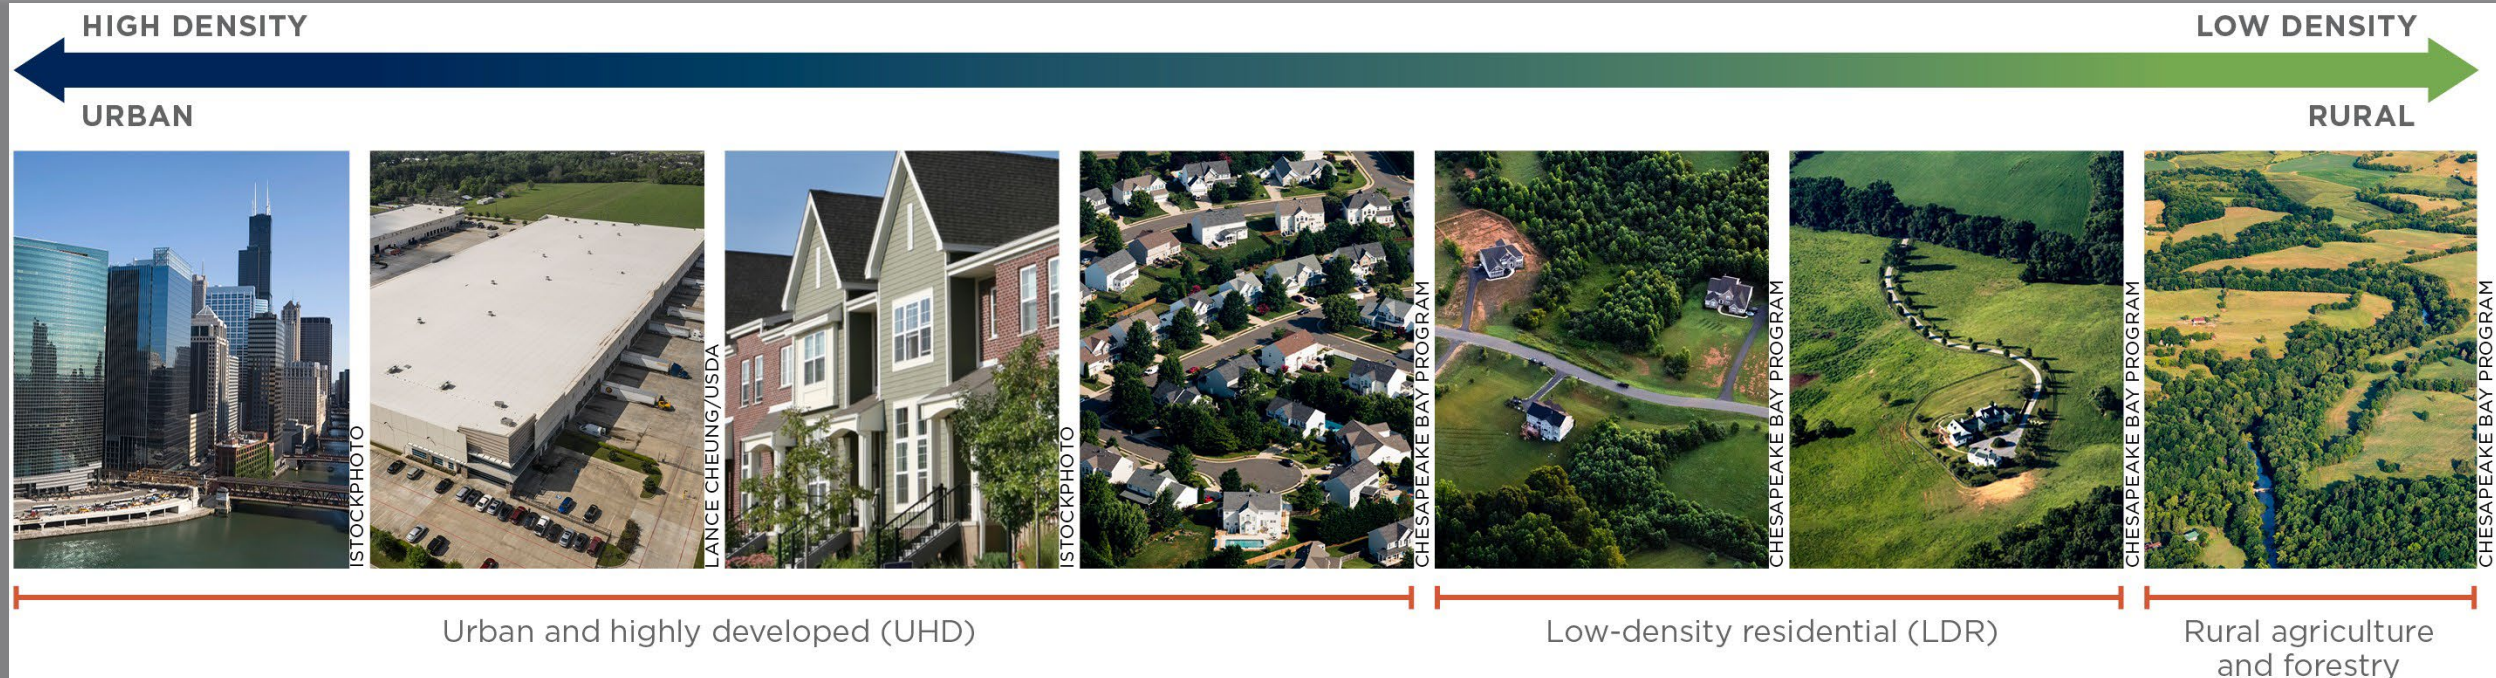 HIGH DENSITY
LOW DENSITY
URBAN
RURAL
ISTOCKPHOTO
LANCE CHEUNG/USDA
ISTOCKPHOTO
CHESAPEAKE BAY PROGRAM
CHESAPEAKE BAY PROGRAM
CHESAPEAKE BAY PROGRAM
CHESAPEAKE BAY PROGRAM
Urban and highly developed (UHD)
Low-density residential (LDR)
Rural agriculture
and forestry